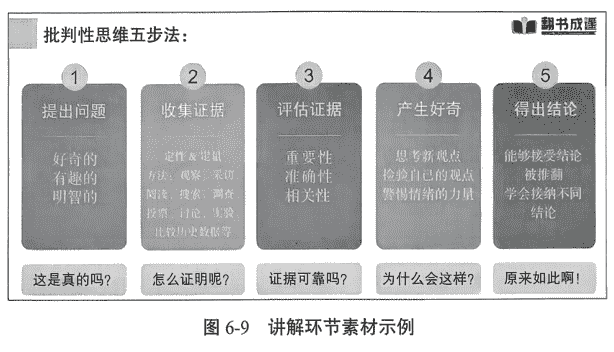 批判性思维五步法：
翻书成课
1
提出问题
好奇的
有趣的
明智的
这是真的吗？
2
收集证据
定性&定量
方法：观察、采访
阅读、搜索、调查
投票、讨论、实验
比较历史数据等
怎么证明呢？
3
评估证据
重要性
准确性
相关性
证据可靠吗？
4
产生好奇
思考新观点
检验自己的观点
警惕情绪的力量
为什么会这样？
5
得出结论
能够接受结论
被推翻
学会接纳不同
结论
原来如此啊！
图 6-9 讲解环节素材示例